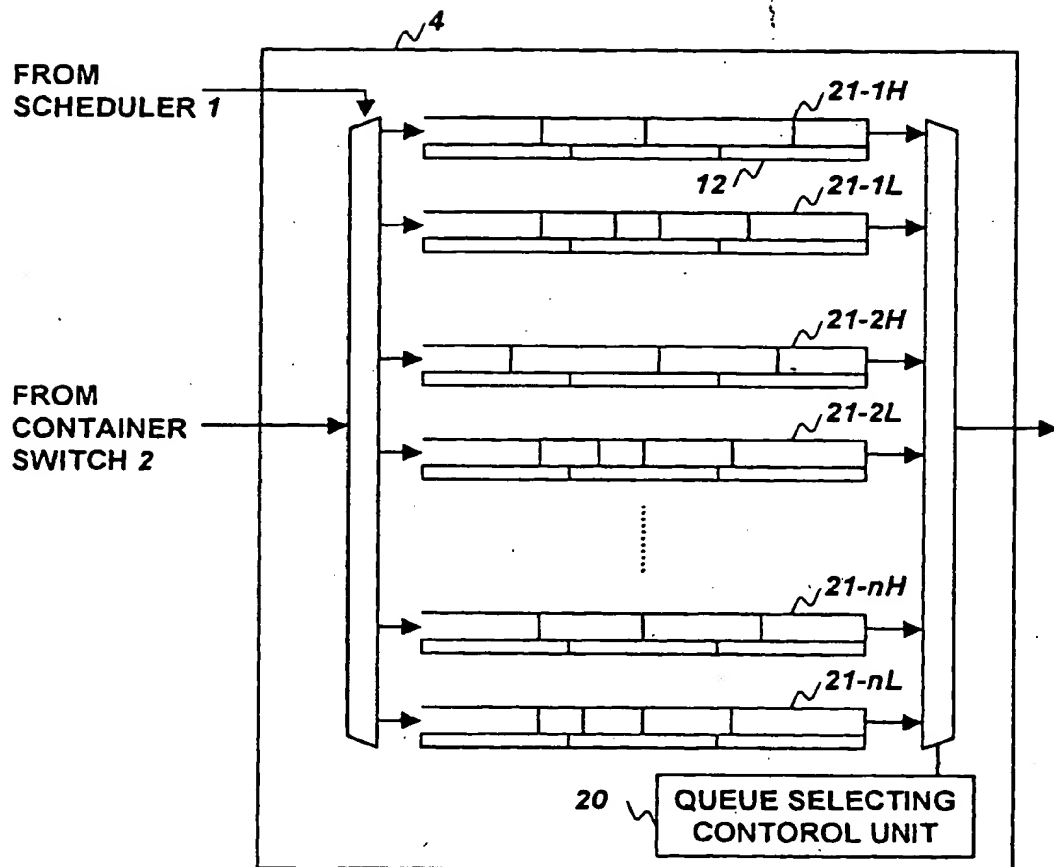 4
FROM
SCHEDULER 1
21-1H
12
21-1L
21-2H
FROM
CONTAINER
SWITCH 2
21-2L
21-nH
21-nL
20
QUEUE SELECTING
CONTOROL UNIT